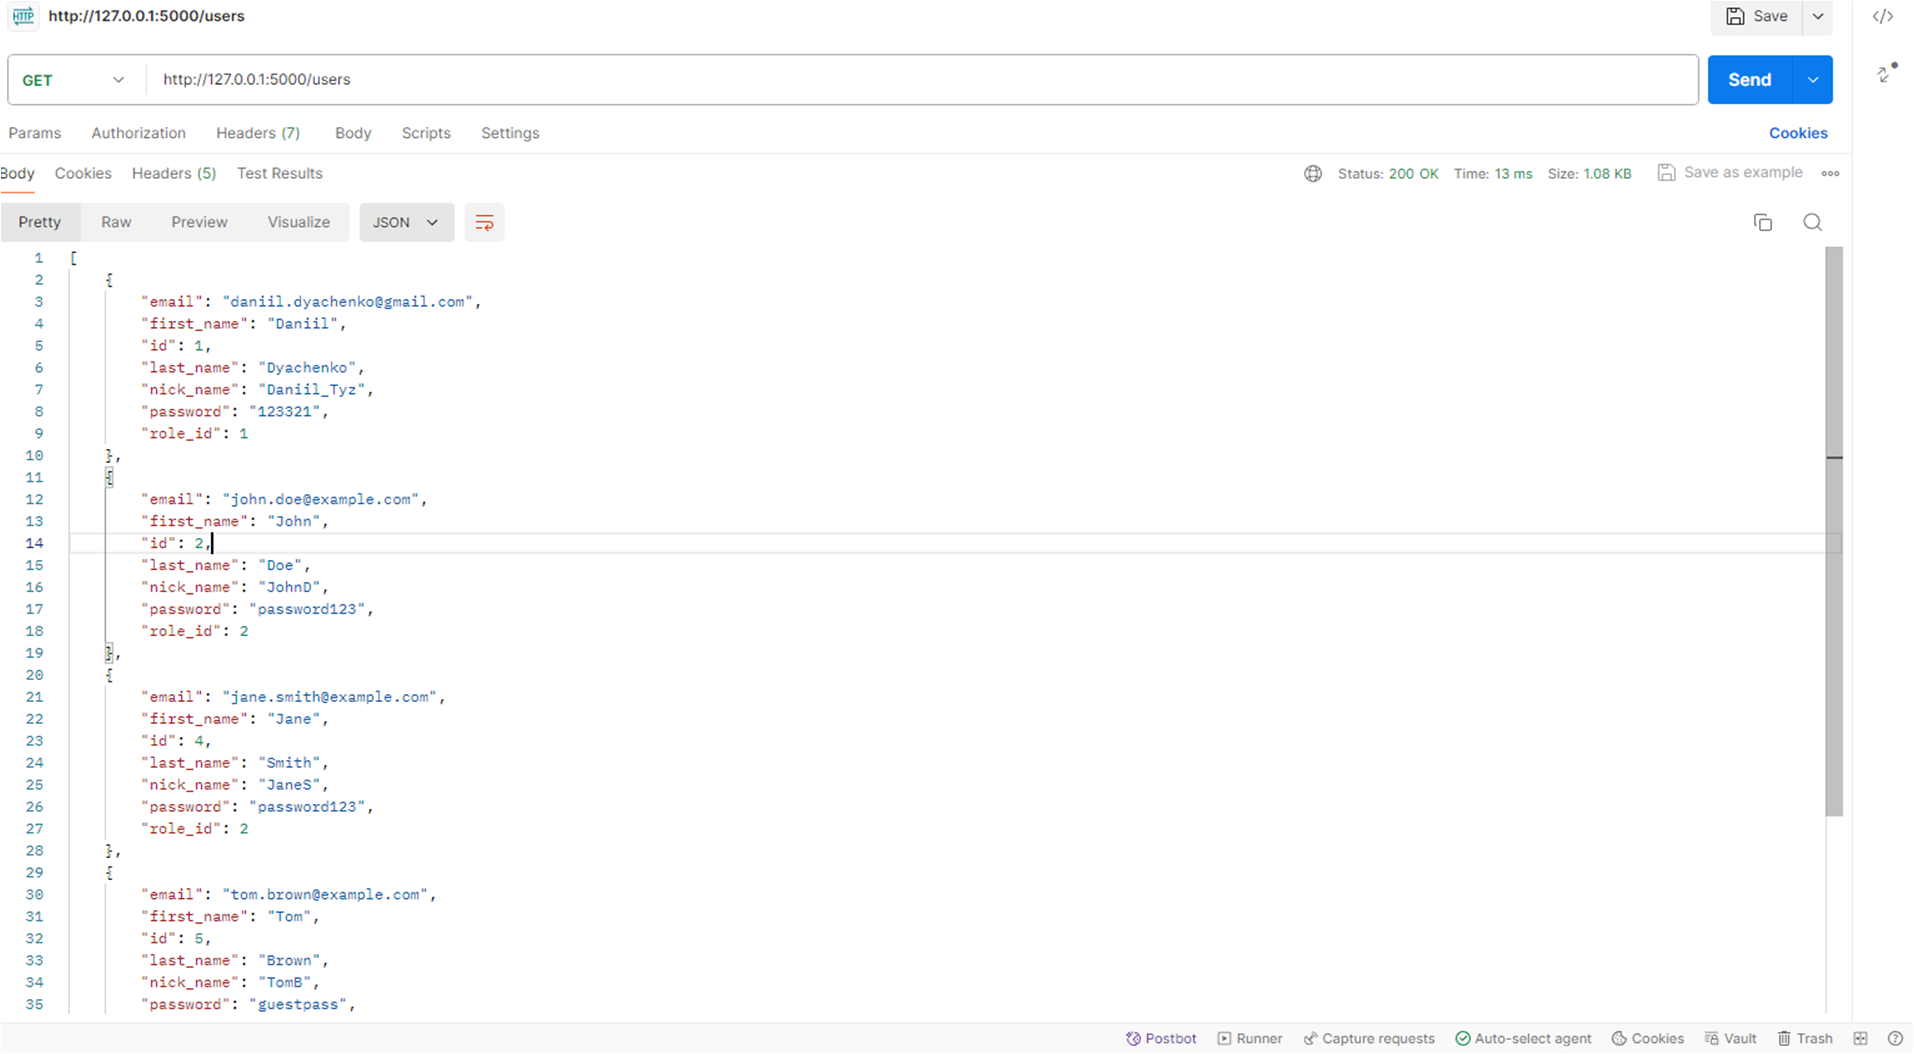 HTTP http://127.0.0.1:5000/users Save </>
GET http://127.0.0.1:5000/users Send
Params Authorization Headers (7) Body Scripts Settings Cookies
Body Cookies Headers (5) Test Results Status: 200 OK Time: 13 ms Size: 1.08 KB Save as example
Pretty Raw Preview Visualize JSON
1 [
2 {
3 "email": "daniil.dyachenko@gmail.com",
4 "first_name": "Daniil",
5 "id": 1,
6 "last_name": "Dyachenko",
7 "nick_name": "Daniil_Tyz",
8 "password": "123321",
9 "role_id": 1
10 },
11 {
12 "email": "john.doe@example.com",
13 "first_name": "John",
14 "id": 2,
15 "last_name": "Doe",
16 "nick_name": "JohnD",
17 "password": "password123",
18 "role_id": 2
19 },
20 {
21 "email": "jane.smith@example.com",
22 "first_name": "Jane",
23 "id": 4,
24 "last_name": "Smith",
25 "nick_name": "JaneS",
26 "password": "password123",
27 "role_id": 2
28 },
29 {
30 "email": "tom.brown@example.com",
31 "first_name": "Tom",
32 "id": 5,
33 "last_name": "Brown",
34 "nick_name": "TomB",
35 "password": "guestpass",
Postbot Runner Capture requests Auto-select agent Cookies Vault Trash